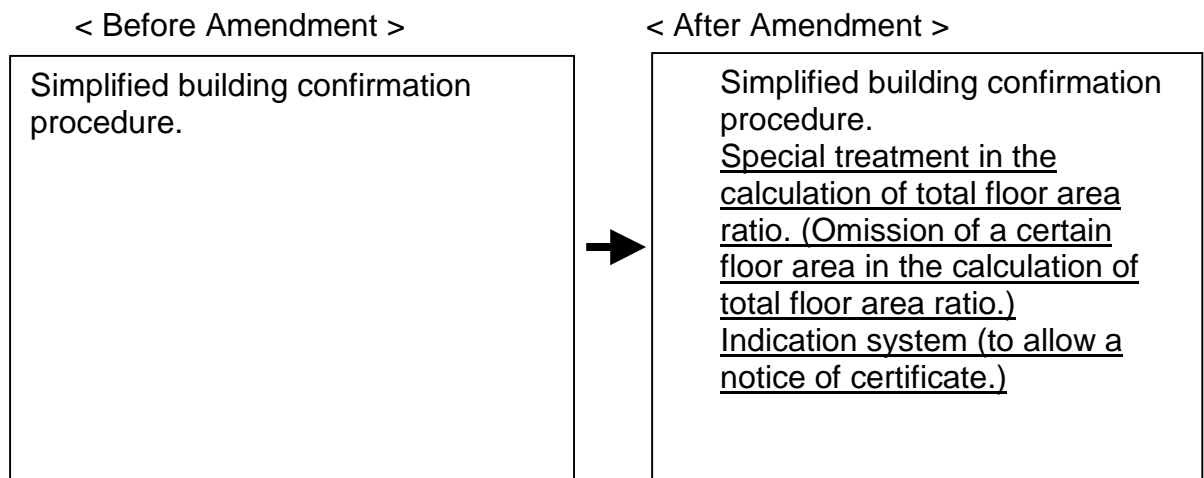 < Before Amendment >
< After Amendment >
Simplified building confirmation
procedure.
Simplified building confirmation
procedure.
Special treatment in the
calculation of total floor area
ratio. (Omission of a certain
floor area in the calculation of
total floor area ratio.)
Indication system (to allow a
notice of certificate.)